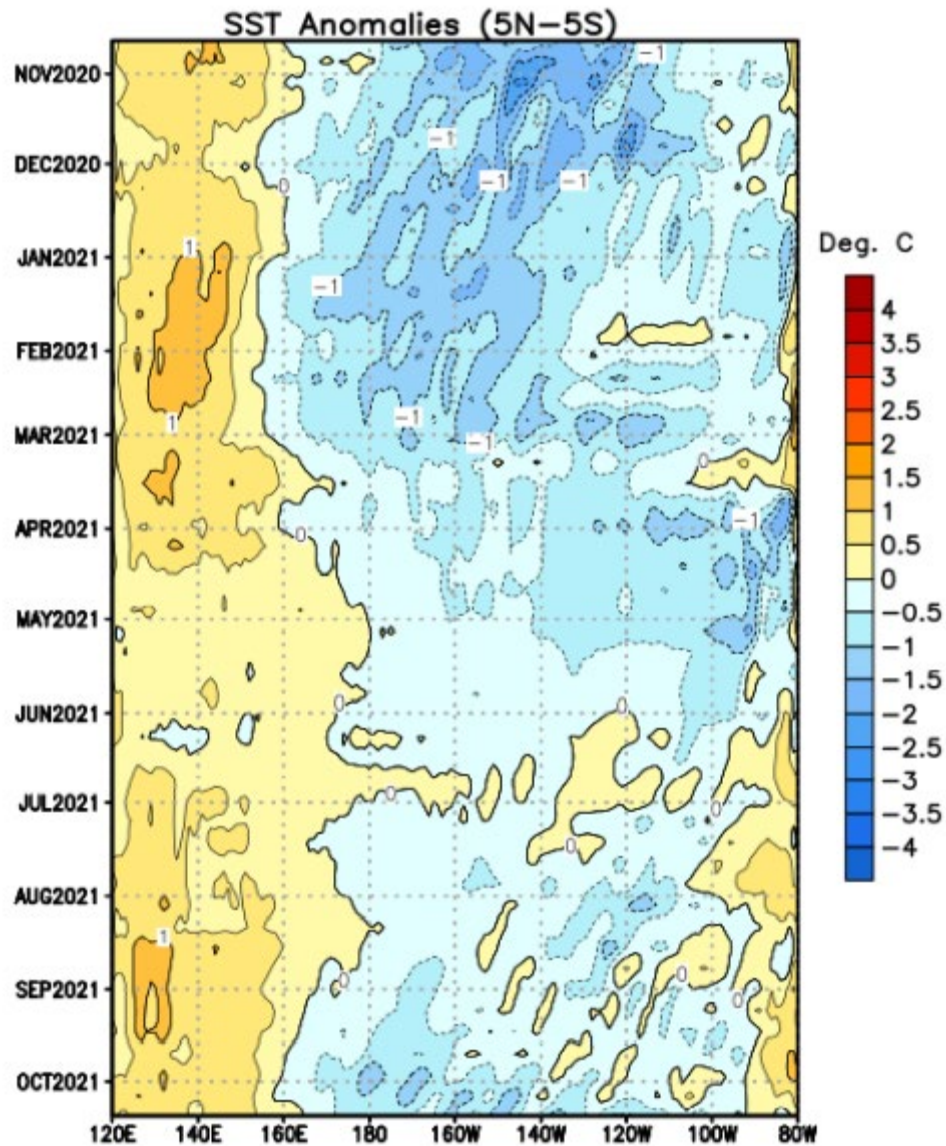 SST Anomalies (5N−5S)
−1
NOV2020
−1
DEC2020
−1
−1
0
1
Deg. C
JAN2021
−1
4
3.5
FEB2021
3
2.5
−1
1
MAR2021
−1
2
0
1.5
−1
1
APR2021
0
0.5
0
−0.5
MAY2021
−1
−1.5
0
0
−2
JUN2021
−2.5
−3
0
JUL2021
0
−3.5
0
−4
AUG2021
1
0
0
SEP2021
0
OCT2021
120E 140E 160E 180 160W 140W 120W 100W 80W